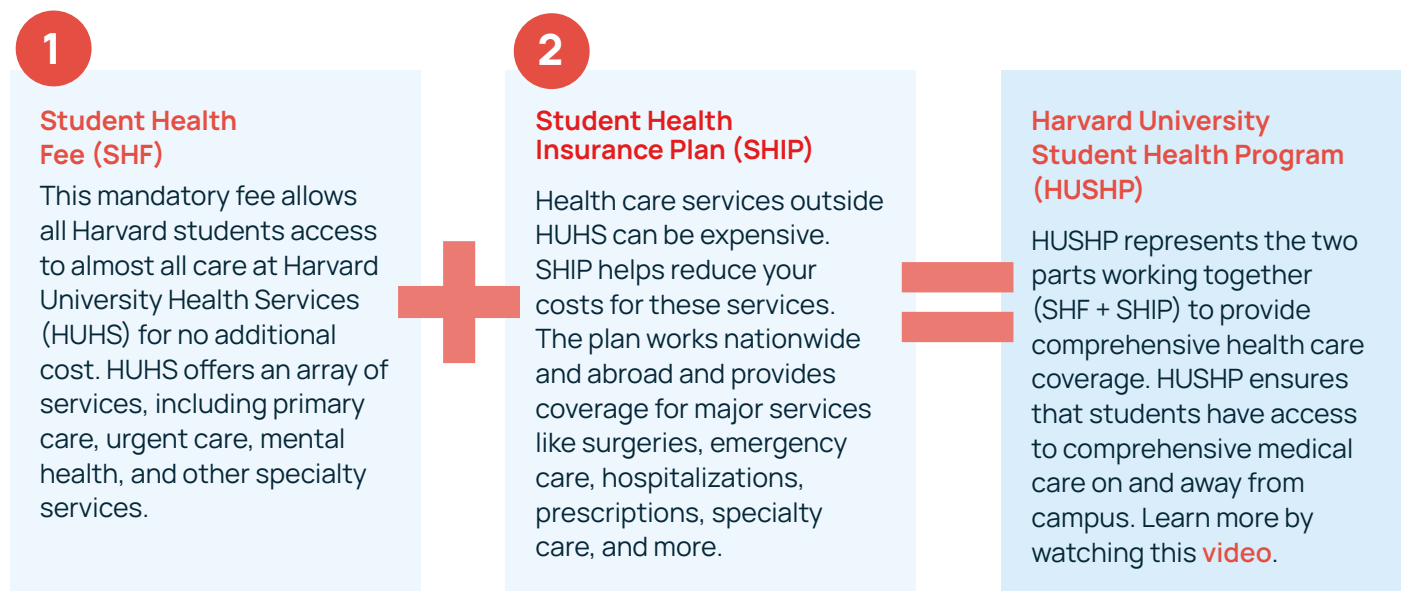 1
Student Health
Fee (SHF)
This mandatory fee allows
all Harvard students access
to almost all care at Harvard
University Health Services
(HUHS) for no additional
cost. HUHS offers an array of
services, including primary
care, urgent care, mental
health, and other specialty
services.
2
Student Health
Insurance Plan (SHIP)
Health care services outside
HUHS can be expensive.
SHIP helps reduce your
costs for these services.
The plan works nationwide
and abroad and provides
coverage for major services
like surgeries, emergency
care, hospitalizations,
prescriptions, specialty
care, and more.
Harvard University
Student Health Program
(HUSHP)
HUSHP represents the two
parts working together
(SHF + SHIP) to provide
comprehensive health care
coverage. HUSHP ensures
that students have access
to comprehensive medical
care on and away from
campus. Learn more by
watching this video.